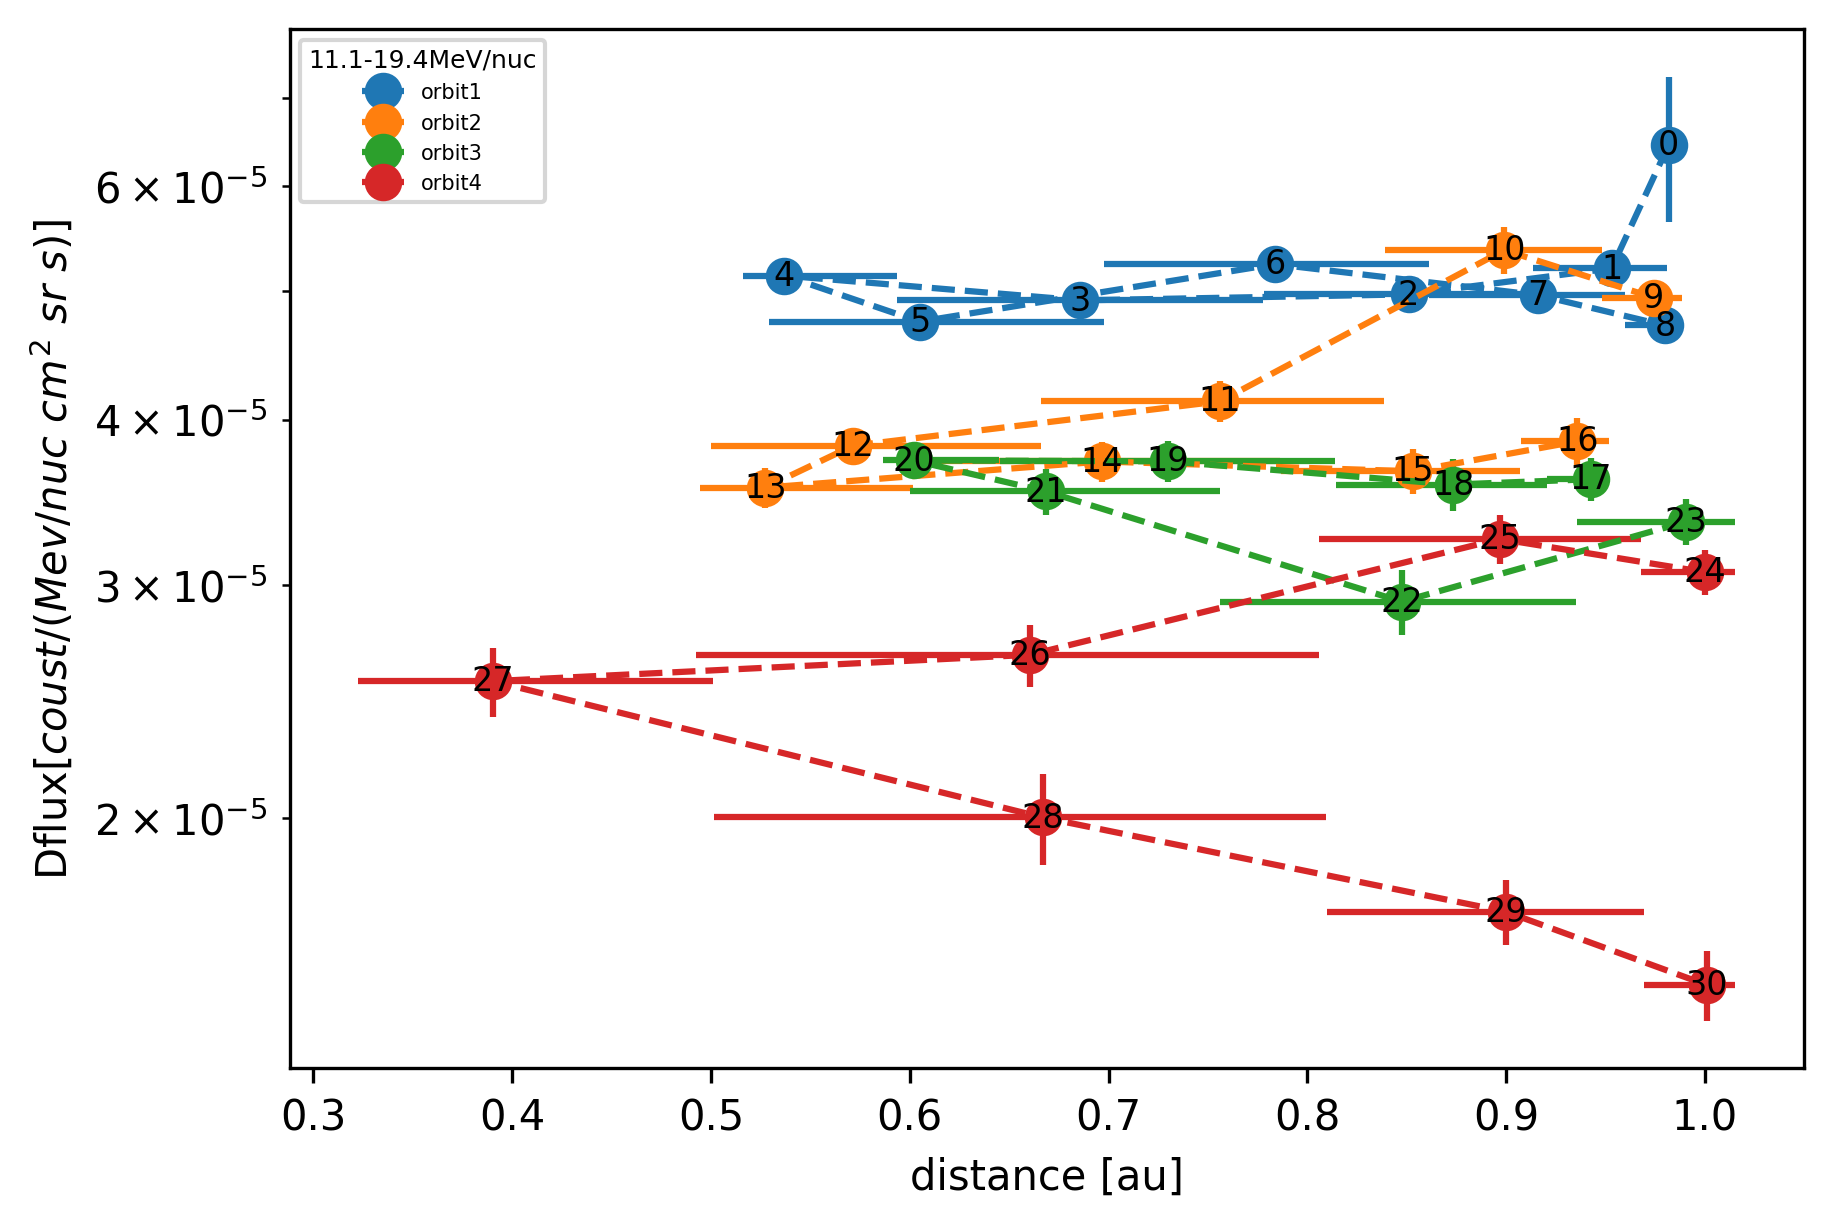 11.1-19.4MeV/nuc
orbit1
orbit2
orbit3
orbit4
Dflux[coust/(Mev/nuc cm² sr s)]
6 × 10⁻⁵
4 × 10⁻⁵
3 × 10⁻⁵
2 × 10⁻⁵
0
1
2
3
4
5
6
7
8
9
10
11
12
13
14
15
16
17
18
19
20
21
22
23
24
25
26
27
28
29
30
0.3 0.4 0.5 0.6 0.7 0.8 0.9 1.0
distance [au]